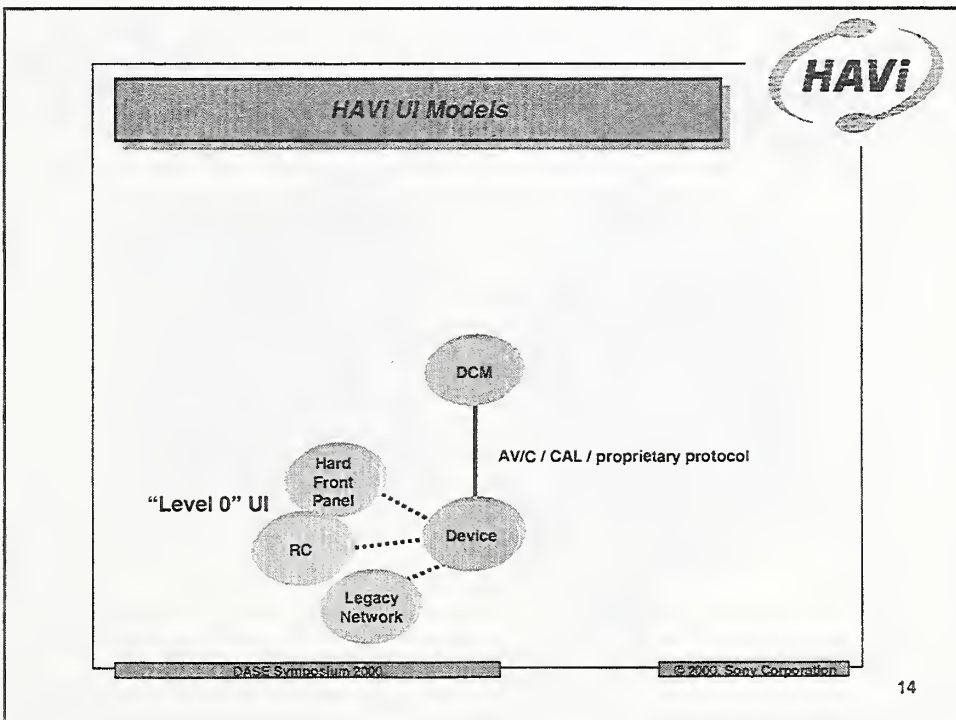 HAVi
HAVi UI Models
DCM
AV/C / CAL / proprietary protocol
Hard
Front
Panel
"Level 0" UI
Device
RC
Legacy
Network
DASE Symposium 2000
© 2000, Sony Corporation
14